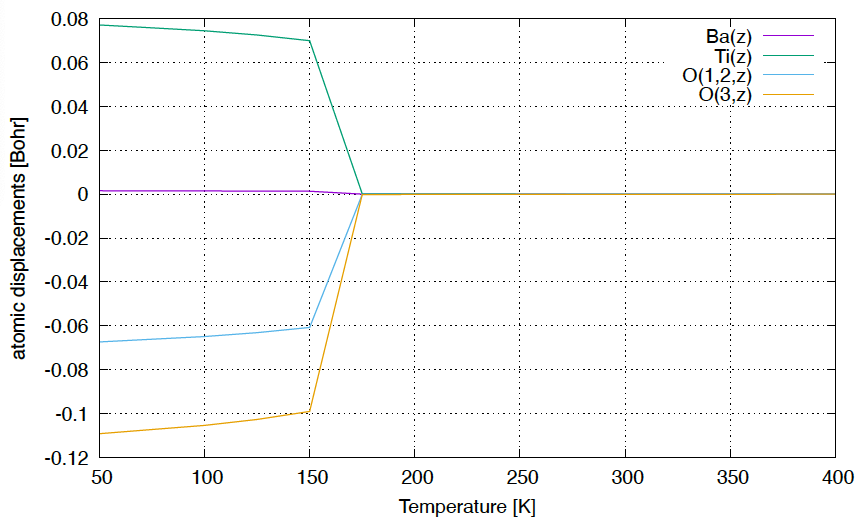 0.08
0.06
0.04
0.02
0
-0.02
-0.04
-0.06
-0.08
-0.1
-0.12
atomic displacements [Bohr]
Ba(z)
Ti(z)
O(1,2,z)
O(3,z)
50 100 150 200 250 300 350 400
Temperature [K]